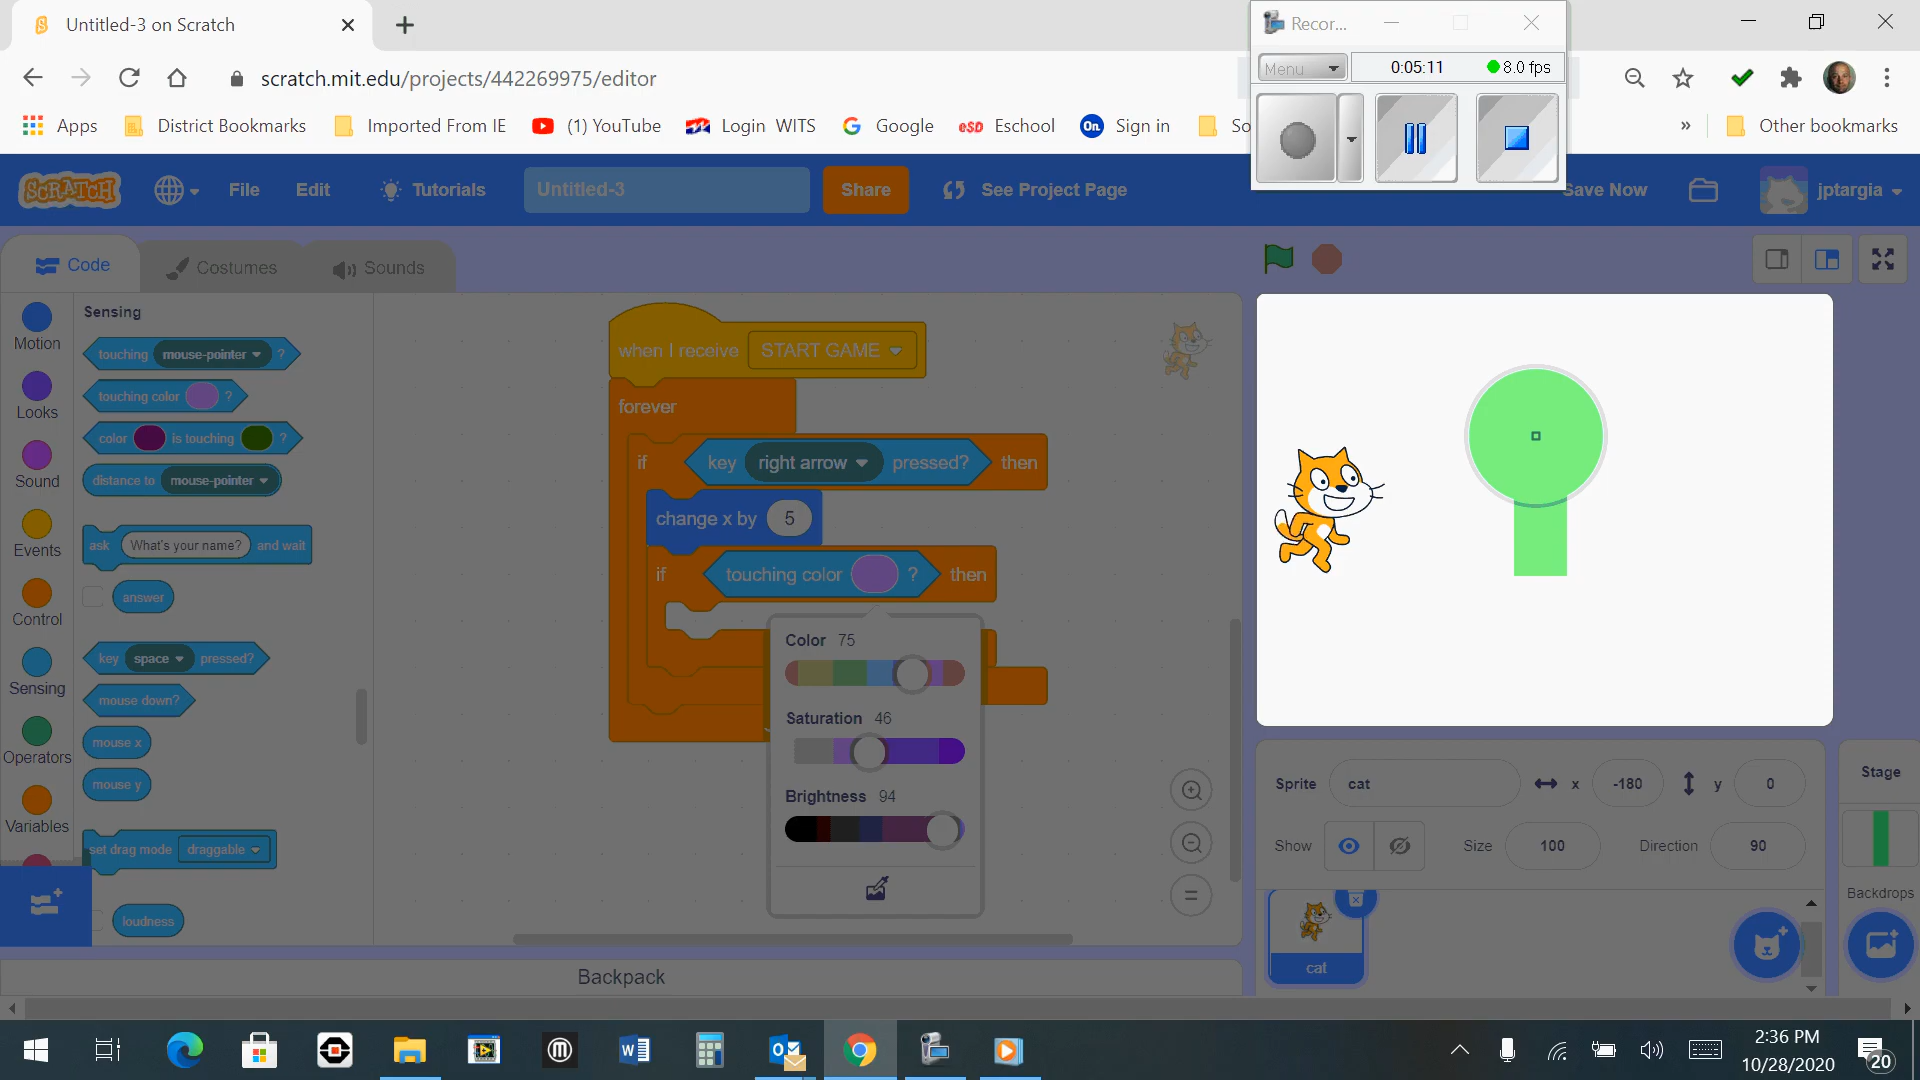 Untitled-3 on Scratch
Recor...
Menu
0:05:11
8.0 fps
scratch.mit.edu/projects/442269975/editor
Apps
District Bookmarks
Imported From IE
(1) YouTube
Login WITS
Google
eSD Eschool
On. Sign in
So
»
Other bookmarks
SCRATCH
File
Edit
Tutorials
Untitled-3
Share
See Project Page
Save Now
jptargia
Code
Costumes
Sounds
Motion
Looks
Sound
Events
Control
Sensing
Operators
Variables
Sensing
touching mouse-pointer ?
touching color ?
color is touching ?
distance to mouse-pointer
ask What's your name? and wait
answer
key space pressed?
mouse down?
mouse x
mouse y
set drag mode draggable
loudness
when I receive START GAME
forever
if key right arrow pressed? then
change x by 5
if touching color ? then
Color 75
Saturation 46
Brightness 94
Backpack
Sprite cat x -180 y 0
Show Size 100 Direction 90
cat
Stage
Backdrops
2:36 PM
10/28/2020
20